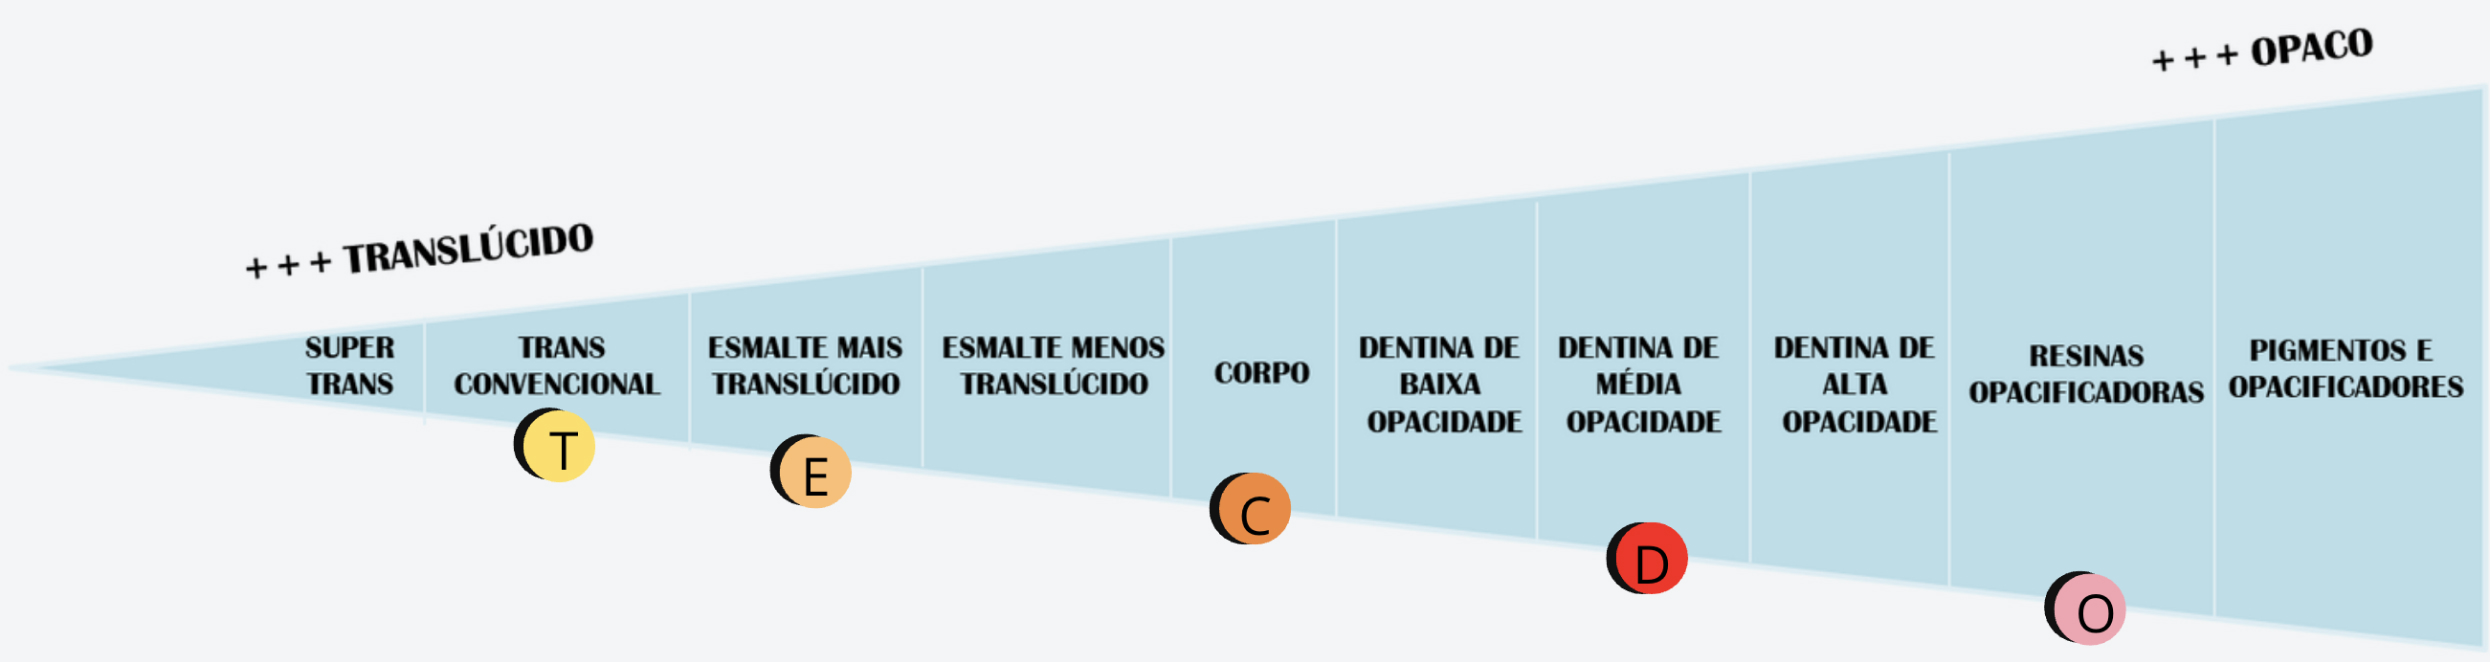 + + + OPACO
+ + + TRANSLÚCIDO
SUPER
TRANS
TRANS
CONVENCIONAL
ESMALTE MAIS
TRANSLÚCIDO
ESMALTE MENOS
TRANSLÚCIDO
CORPO
DENTINA DE
BAIXA
OPACIDADE
DENTINA DE
MÉDIA
OPACIDADE
DENTINA DE
ALTA
OPACIDADE
RESINAS
OPACIFICADORAS
PIGMENTOS E
OPACIFICADORES
T
E
C
D
O